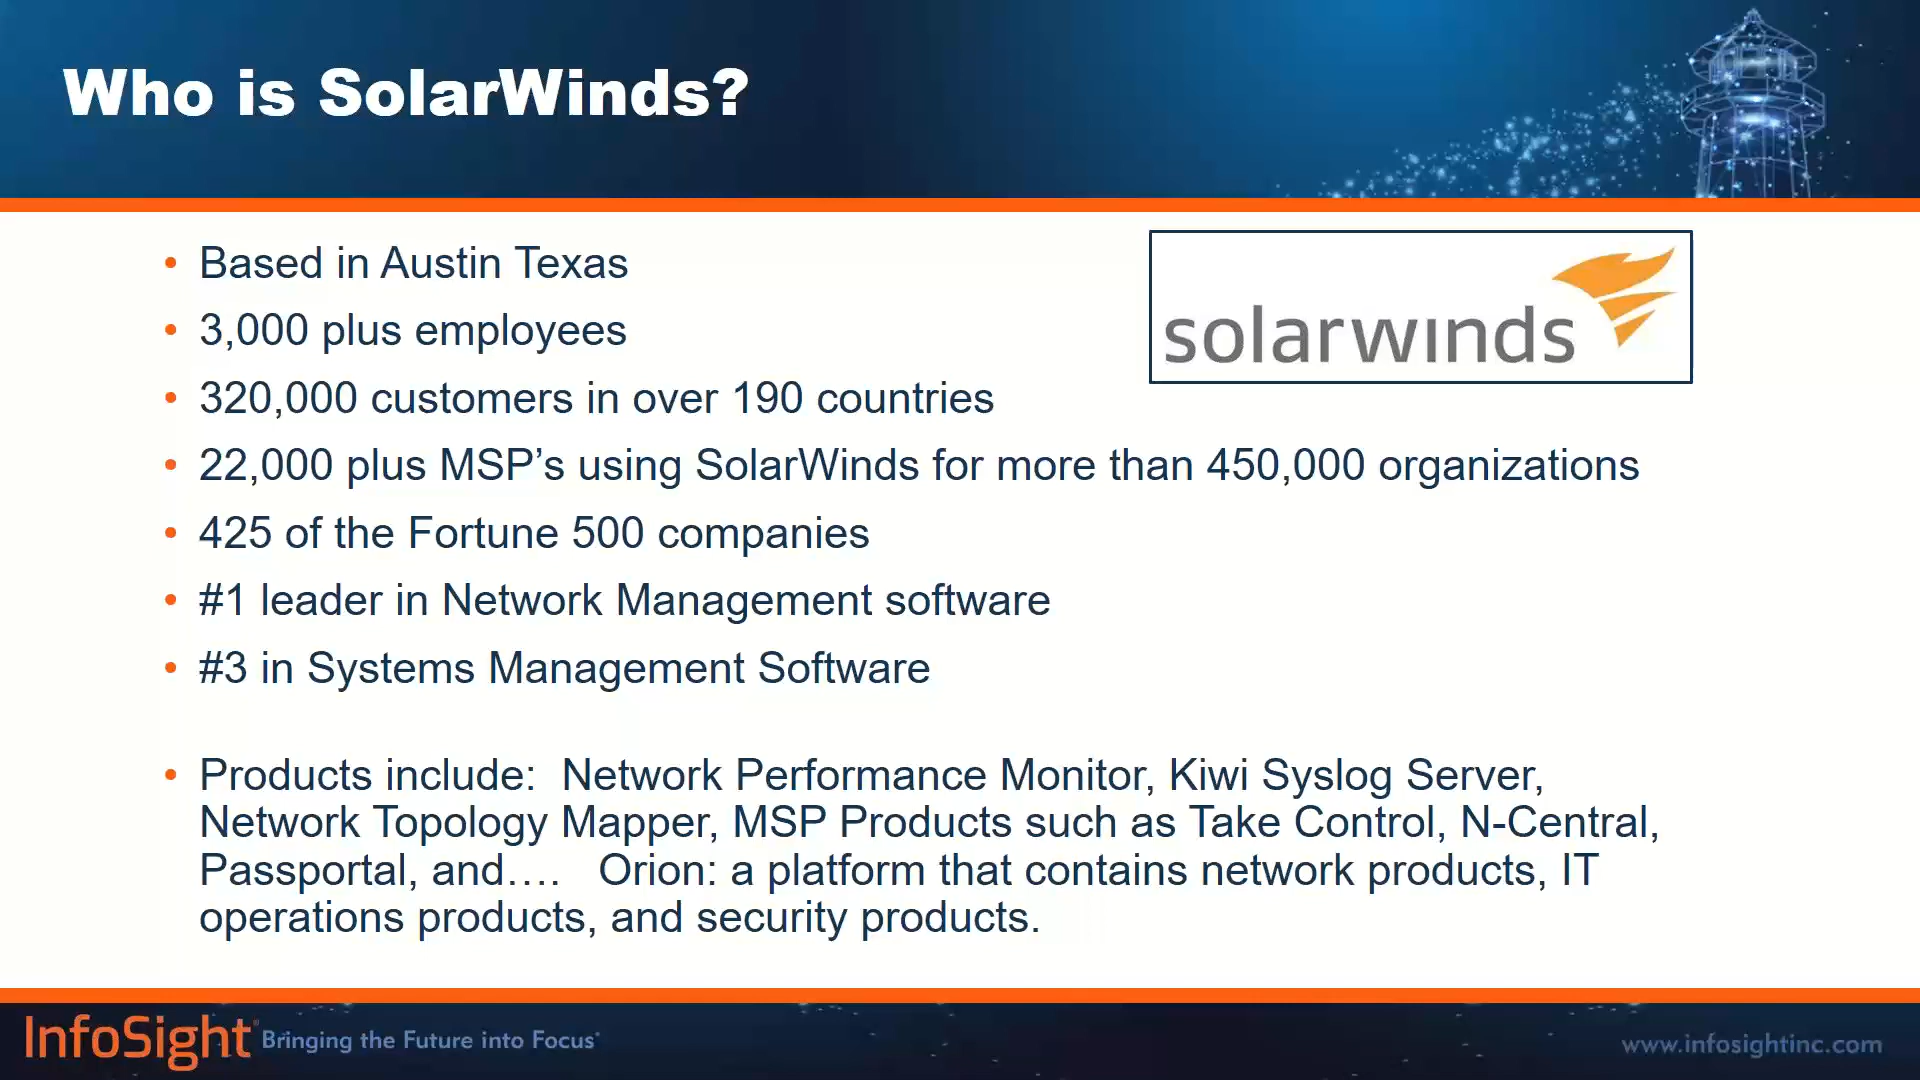 Who is SolarWinds?
• Based in Austin Texas
• 3,000 plus employees
• 320,000 customers in over 190 countries
• 22,000 plus MSP’s using SolarWinds for more than 450,000 organizations
• 425 of the Fortune 500 companies
• #1 leader in Network Management software
• #3 in Systems Management Software
• Products include:  Network Performance Monitor, Kiwi Syslog Server,
Network Topology Mapper, MSP Products such as Take Control, N-Central,
Passportal, and….   Orion: a platform that contains network products, IT
operations products, and security products.
solarwinds
InfoSight® Bringing the Future into Focus®
www.infosightinc.com